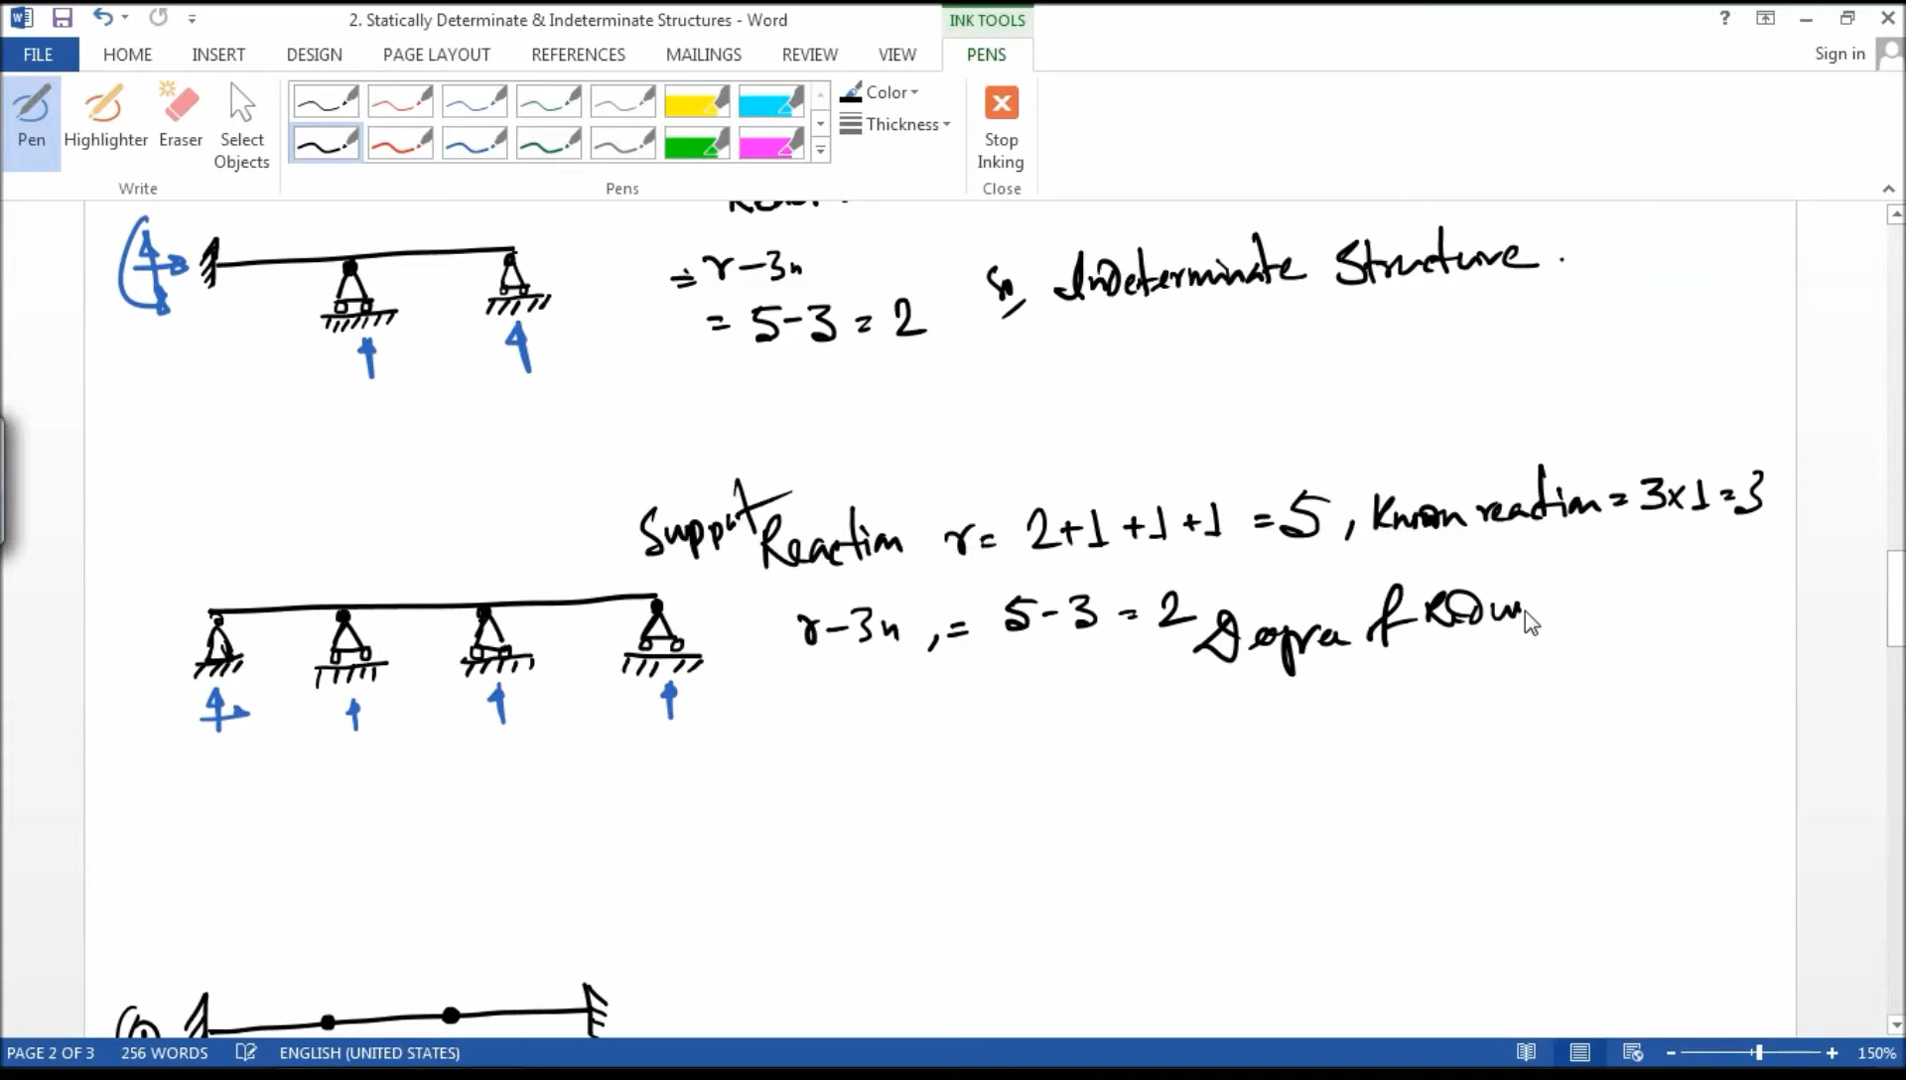 2. Statically Determinate & Indeterminate Structures - Word
INK TOOLS
?
Sign in
FILE
HOME
INSERT
DESIGN
PAGE LAYOUT
REFERENCES
MAILINGS
REVIEW
VIEW
PENS
Pen
Highlighter
Eraser
Select Objects
Color
Thickness
Stop Inking
Write
Pens
Close
= r-3n
= 5-3 = 2
So, Indeterminate Structure.
Support Reaction r= 2+1+1+1 =5, Known reaction = 3x1=3
r-3n, = 5-3 = 2 Degree of
PAGE 2 OF 3
256 WORDS
ENGLISH (UNITED STATES)
150%